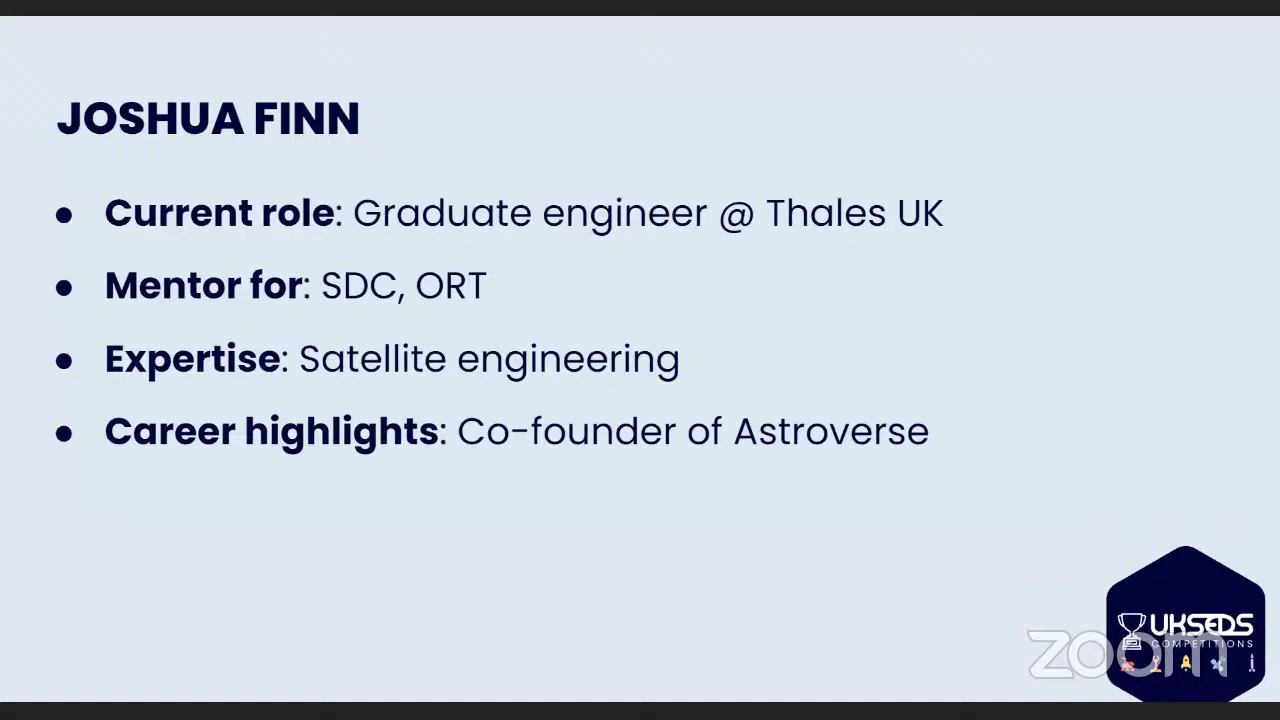 JOSHUA FINN
● Current role: Graduate engineer @ Thales UK
● Mentor for: SDC, ORT
● Expertise: Satellite engineering
● Career highlights: Co-founder of Astroverse
UKSEDS
COMPETITIONS
zoom